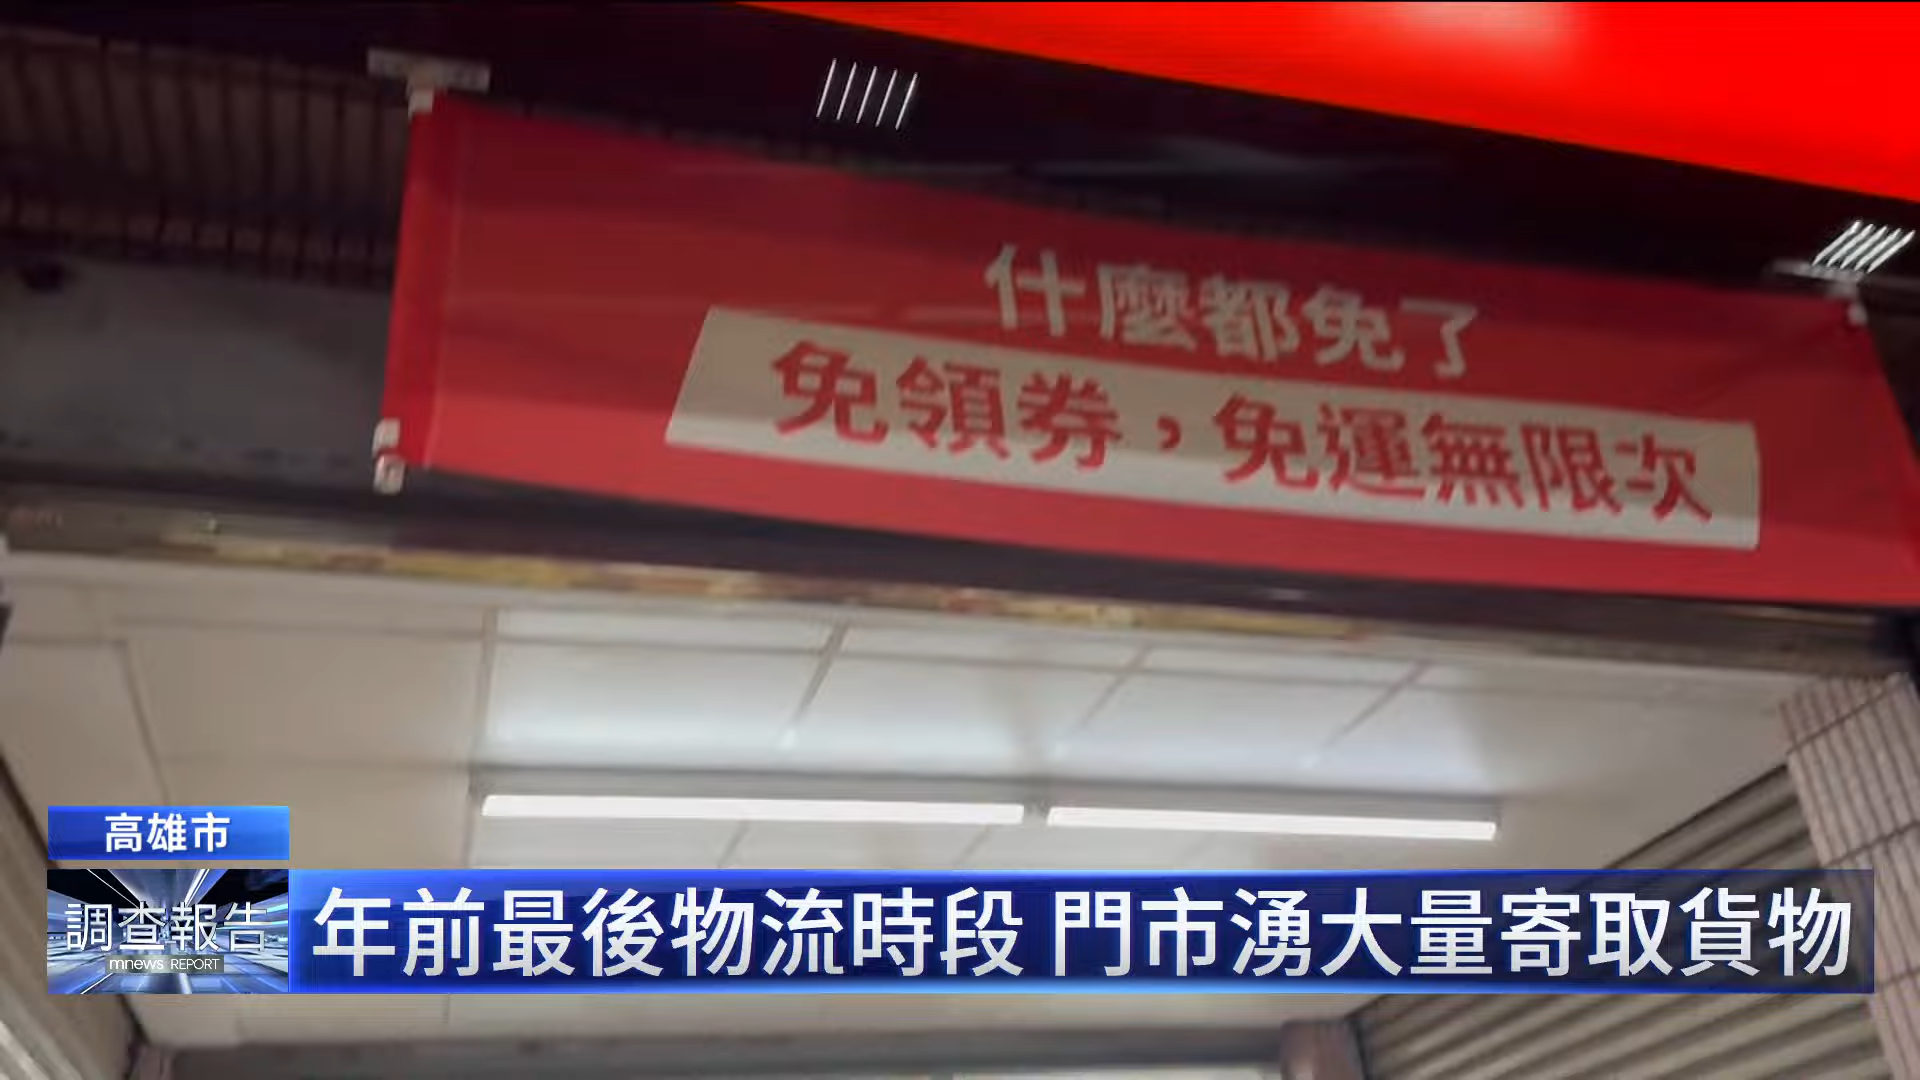 什麼都免了
免領券,免運無限次
高雄市
調查報告
mnews REPORT
年前最後物流時段 門市湧大量寄取貨物